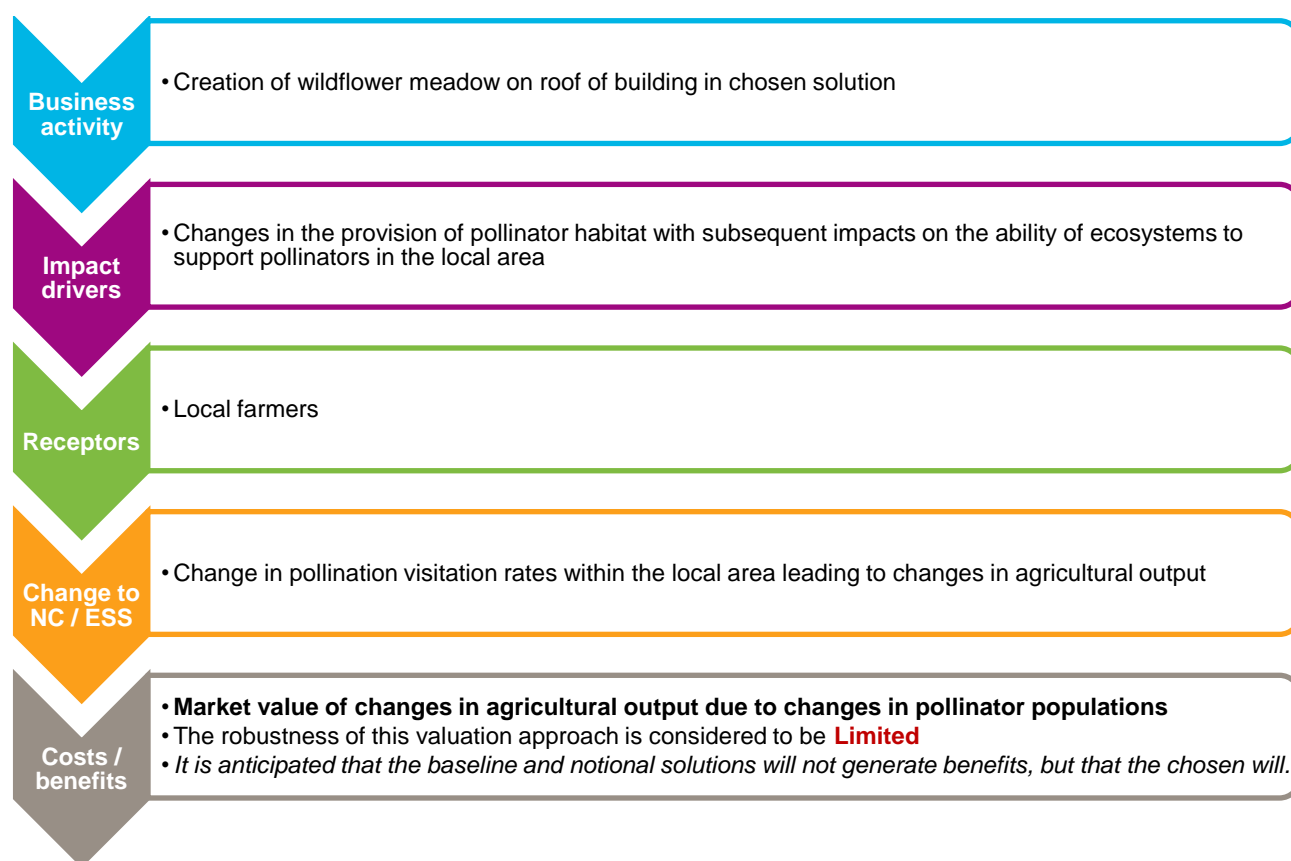 Business
activity
• Creation of wildflower meadow on roof of building in chosen solution
Impact
drivers
• Changes in the provision of pollinator habitat with subsequent impacts on the ability of ecosystems to
support pollinators in the local area
Receptors
• Local farmers
Change to
NC / ESS
• Change in pollination visitation rates within the local area leading to changes in agricultural output
Costs /
benefits
• Market value of changes in agricultural output due to changes in pollinator populations
• The robustness of this valuation approach is considered to be Limited
• It is anticipated that the baseline and notional solutions will not generate benefits, but that the chosen will.